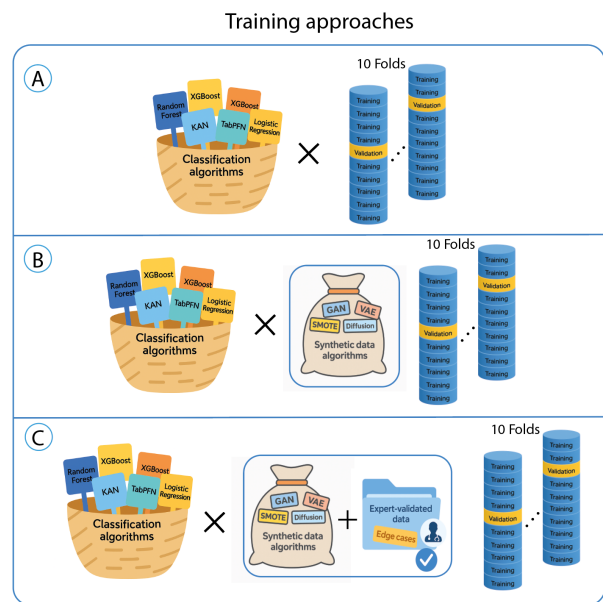 Training approaches
A
10 Folds
Random
Forest
XGBoost
XGBoost
KAN
TabPFN
Logistic
Regression
Classification
algorithms
×
Training
Training
Training
Training
Training
Validation
Training
Training
Training
Training
Training
...
Training
Training
Validation
Training
Training
Training
Training
Training
Training
Training
B
10 Folds
Random
Forest
XGBoost
XGBoost
KAN
TabPFN
Logistic
Regression
Classification
algorithms
×
GAN
VAE
SMOTE
Diffusion
Synthetic data
algorithms
Training
Training
Training
Training
Training
Validation
Training
Training
Training
Training
Training
...
Training
Training
Validation
Training
Training
Training
Training
Training
Training
Training
C
10 Folds
Random
Forest
XGBoost
XGBoost
KAN
TabPFN
Logistic
Regression
Classification
algorithms
×
GAN
VAE
SMOTE
Diffusion
Synthetic data
algorithms
+
Expert-validated
data
Edge cases
Training
Training
Training
Training
Training
Validation
Training
Training
Training
Training
Training
...
Training
Training
Validation
Training
Training
Training
Training
Training
Training
Training